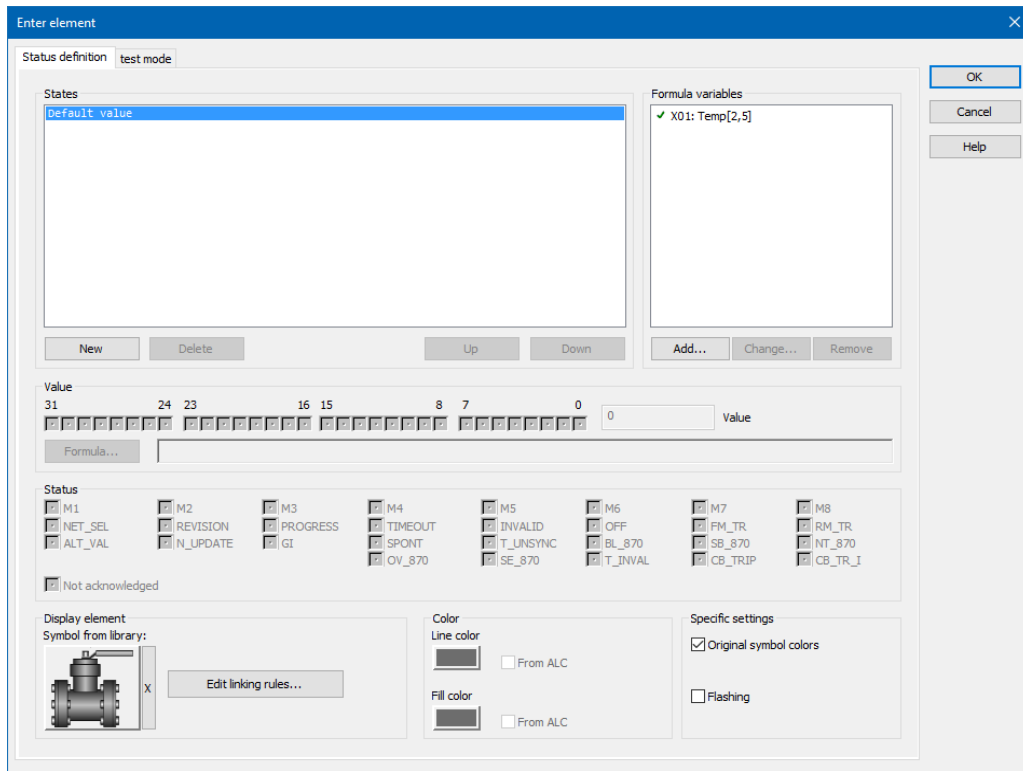 Enter element
Status definition test mode
OK
Cancel
Help
States
Default value
New Delete Up Down
Formula variables
X01: Temp[2,5]
Add... Change... Remove
Value
31 24 23 16 15 8 7 0
0 Value
Formula...
Status
M1 M2 M3 M4 M5 M6 M7 M8
NET_SEL REVISION PROGRESS TIMEOUT INVALID OFF FM_TR RM_TR
ALT_VAL N_UPDATE GI SPONT T_UNSYNC BL_870 SB_870 NT_870
OV_870 SE_870 T_INVAL CB_TRIP CB_TR_I
Not acknowledged
Display element
Symbol from library:
X
Edit linking rules...
Color
Line color
From ALC
Fill color
From ALC
Specific settings
Original symbol colors
Flashing